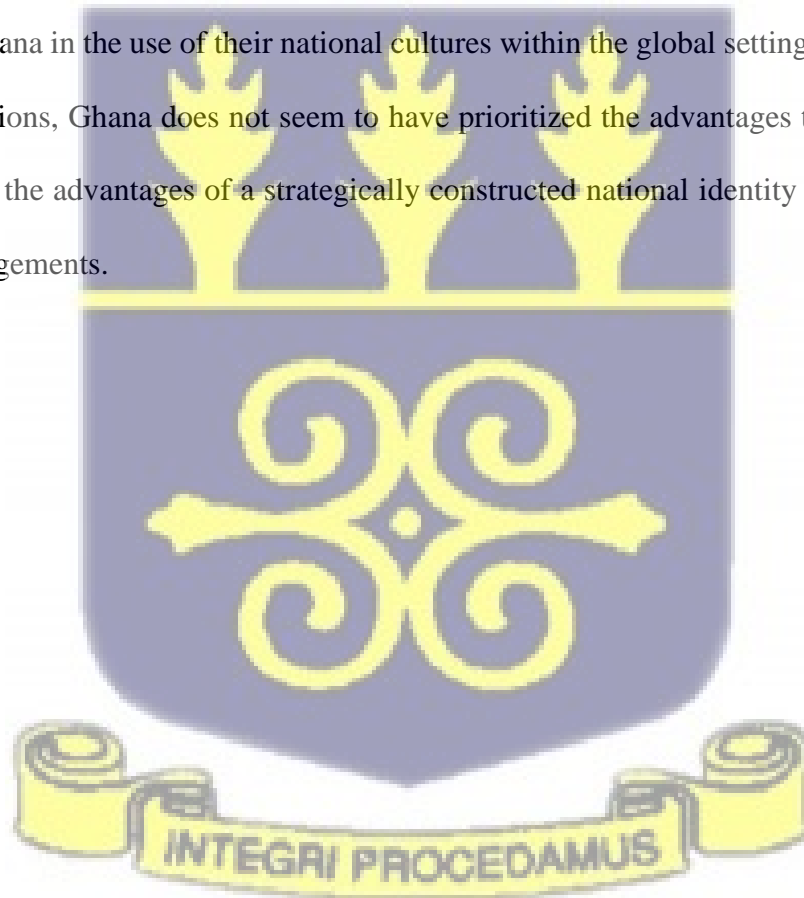 ana in the use of their national cultures within the global setting
ions, Ghana does not seem to have prioritized the advantages t
the advantages of a strategically constructed national identity
gements.
INTEGRI PROCEDAMUS